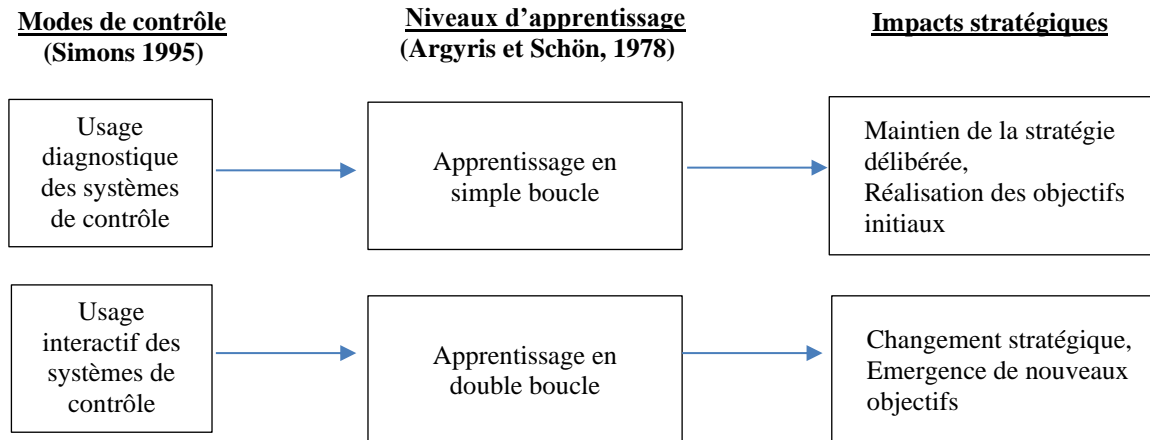 Modes de contrôle
(Simons 1995)
Niveaux d’apprentissage
(Argyris et Schön, 1978)
Impacts stratégiques
Usage
diagnostique
des systèmes
de contrôle
Apprentissage en
simple boucle
Maintien de la stratégie
délibérée,
Réalisation des objectifs
initiaux
Usage
interactif des
systèmes de
contrôle
Apprentissage en
double boucle
Changement stratégique,
Emergence de nouveaux
objectifs